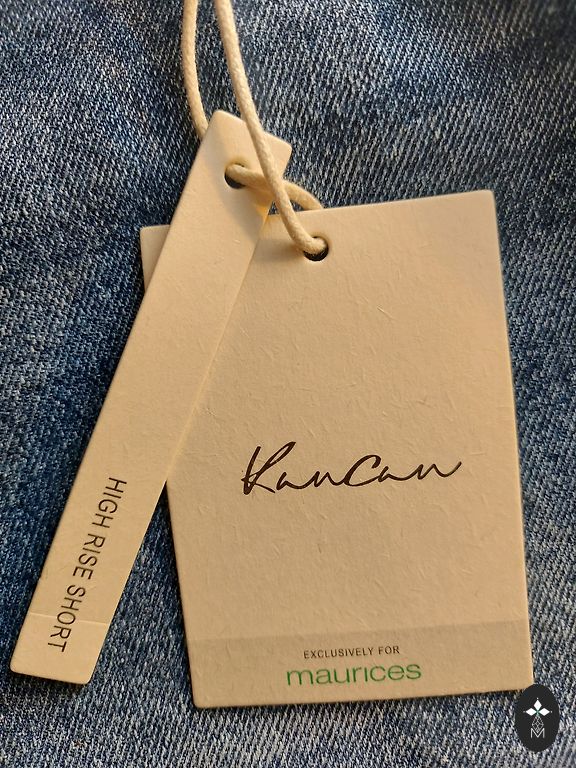 HIGH RISE SHORT
KanCan
EXCLUSIVELY FOR
maurices